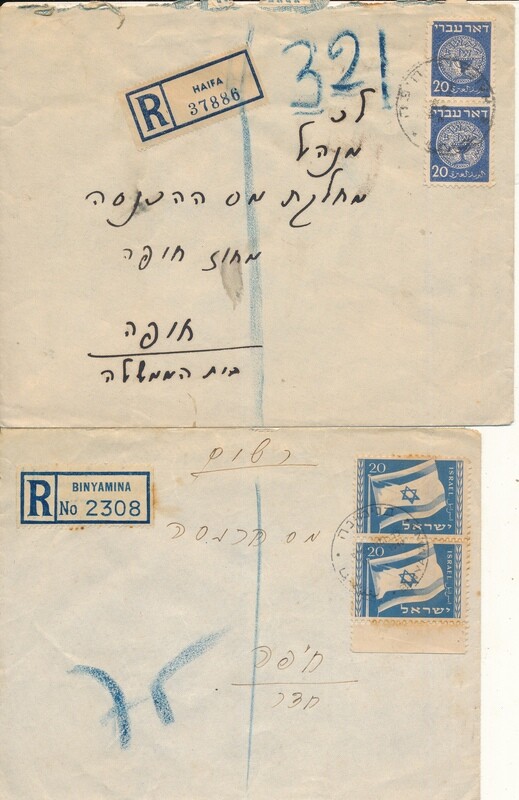 R HAIFA
37886
321
דאר עברי
20
דאר עברי
20
לכ'
מנהל
מחלקת מס ההכנסה
מחוז חיפה
חיפה
בית הממשלה
רשום
R BINYAMINA
No 2308
20 ISRAEL
ישראל
20 ISRAEL
ישראל
מס הכנסה
חיפה
הדר